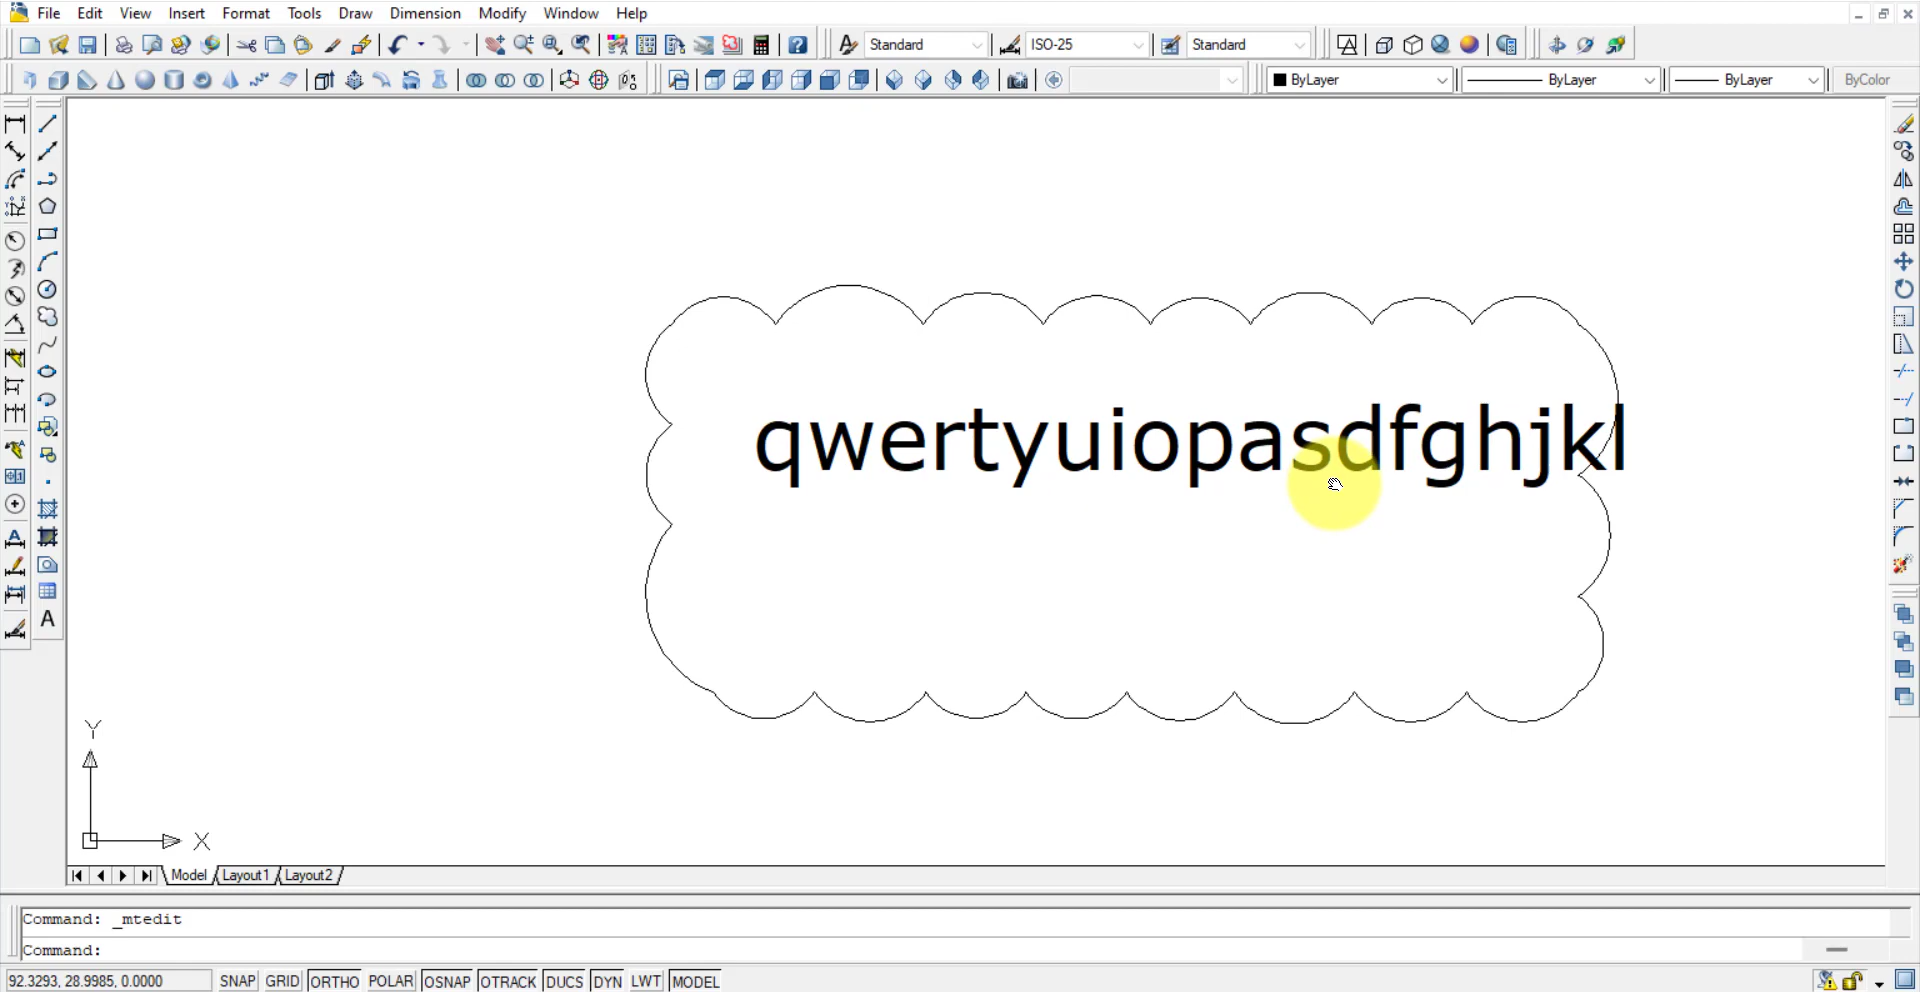 File Edit View Insert Format Tools Draw Dimension Modify Window Help
Standard ISO-25 Standard
ByLayer ByLayer ByLayer ByColor
qwertyuiopasdfghjkl
Y
X
A
Model Layout1 Layout2
Command: _mtedit
Command:
92.3293, 28.9985, 0.0000 SNAP GRID ORTHO POLAR OSNAP OTRACK DUCS DYN LWT MODEL